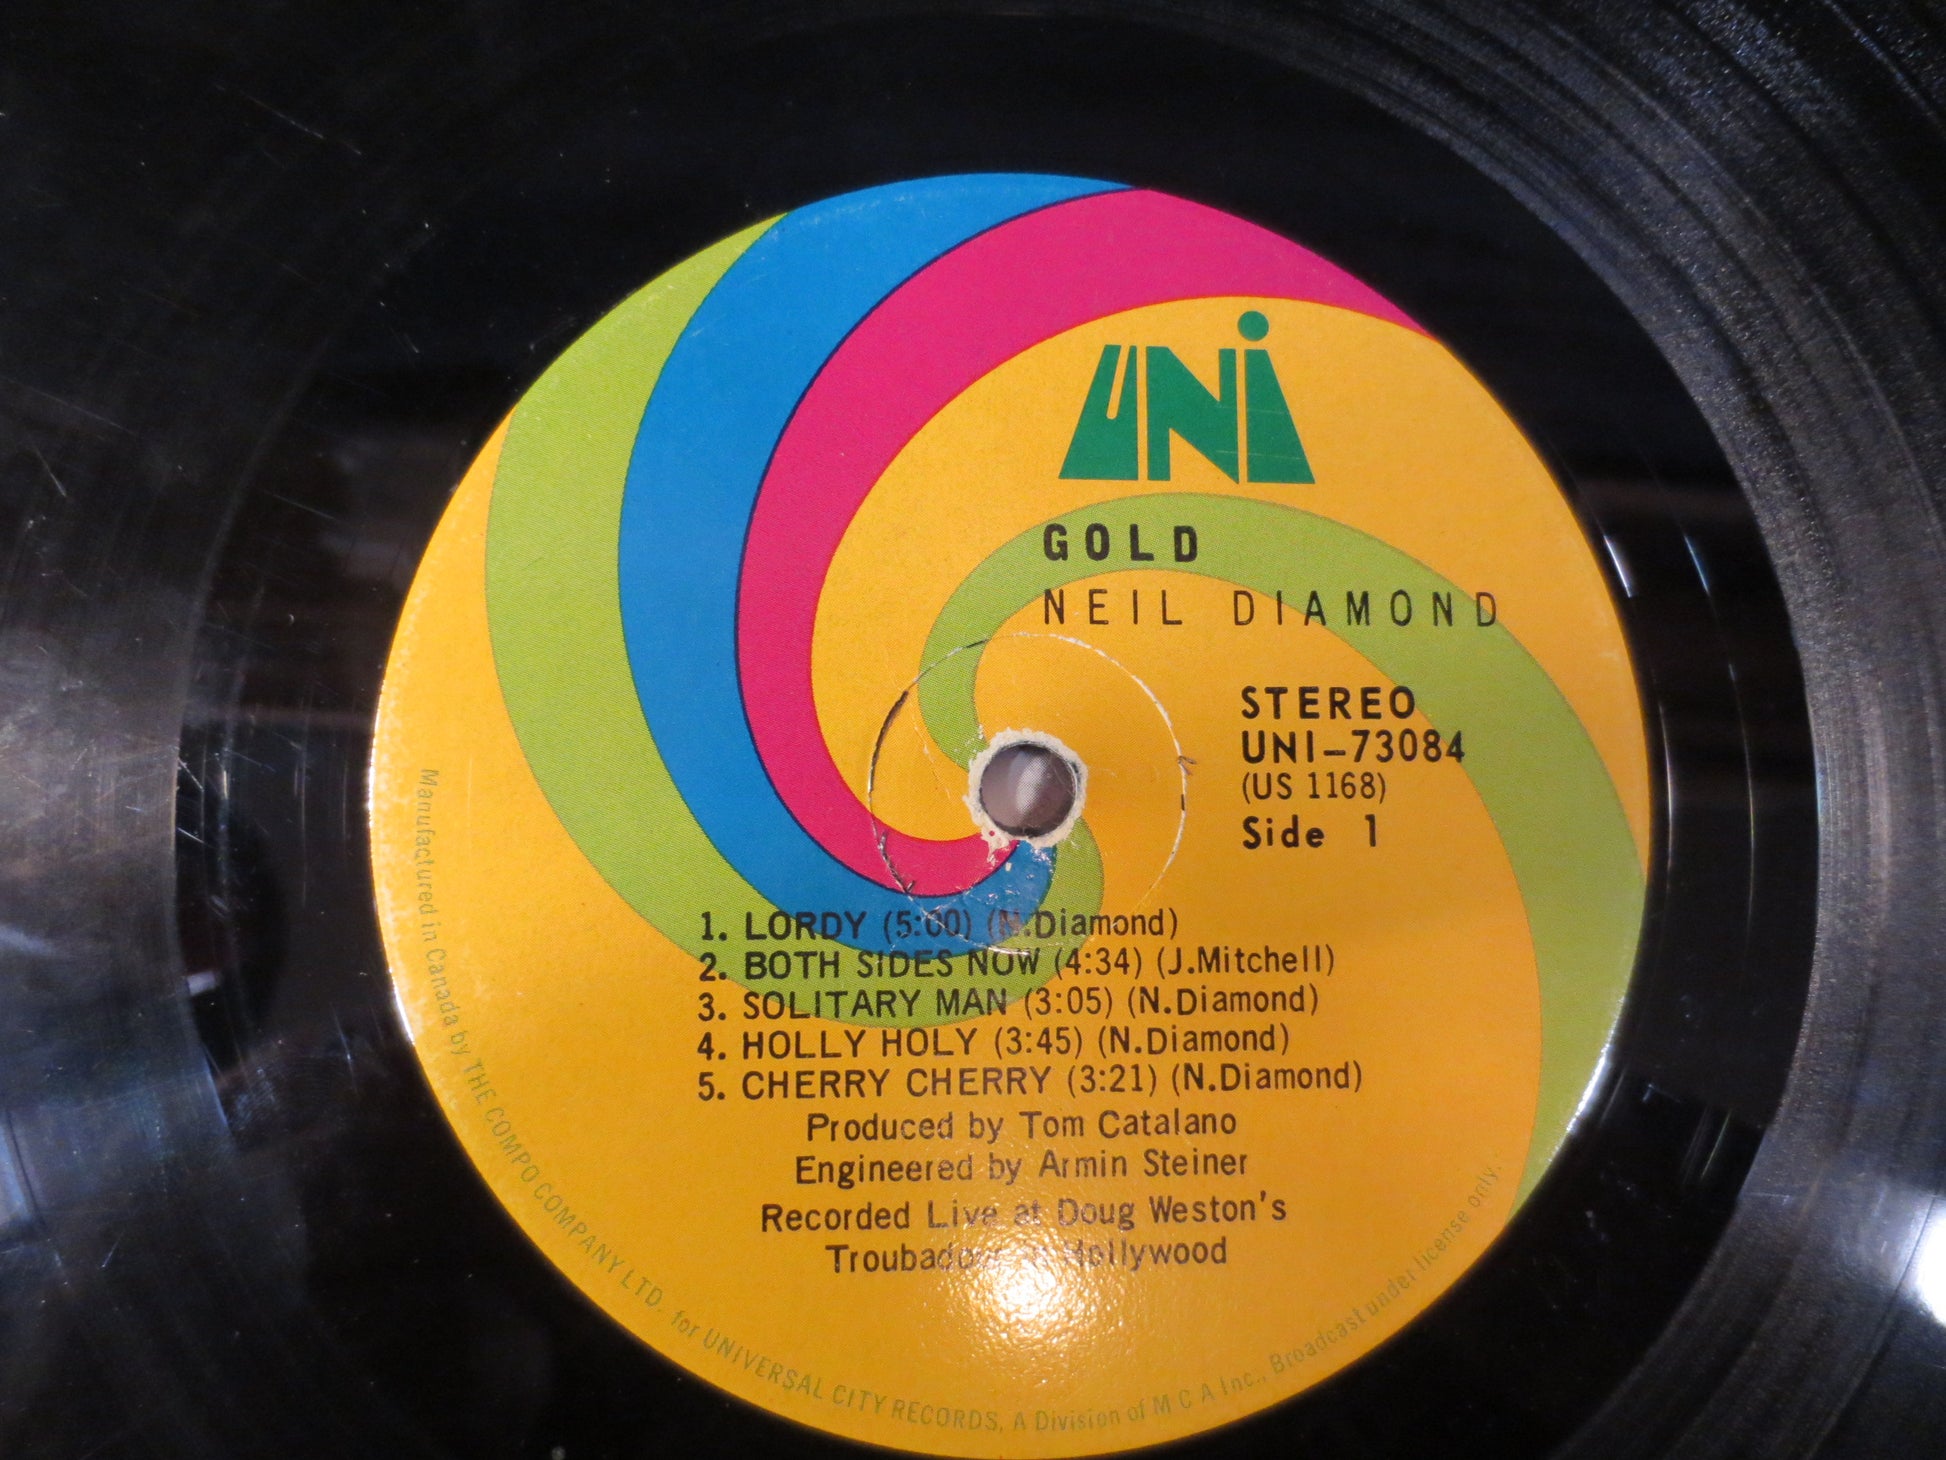 UNI
GOLD
NEIL DIAMOND
STEREO
UNI-73084
(US 1168)
Side 1
1. LORDY (5:00) (N.Diamond)
2. BOTH SIDES NOW (4:34) (J.Mitchell)
3. SOLITARY MAN (3:05) (N.Diamond)
4. HOLLY HOLY (3:45) (N.Diamond)
5. CHERRY CHERRY (3:21) (N.Diamond)
Produced by Tom Catalano
Engineered by Armin Steiner
Recorded Live at Doug Weston's
Troubadour Hollywood
Manufactured in Canada by THE COMPO COMPANY LTD. for UNIVERSAL CITY RECORDS, A Division of M C A Inc., Broadcast under license only.